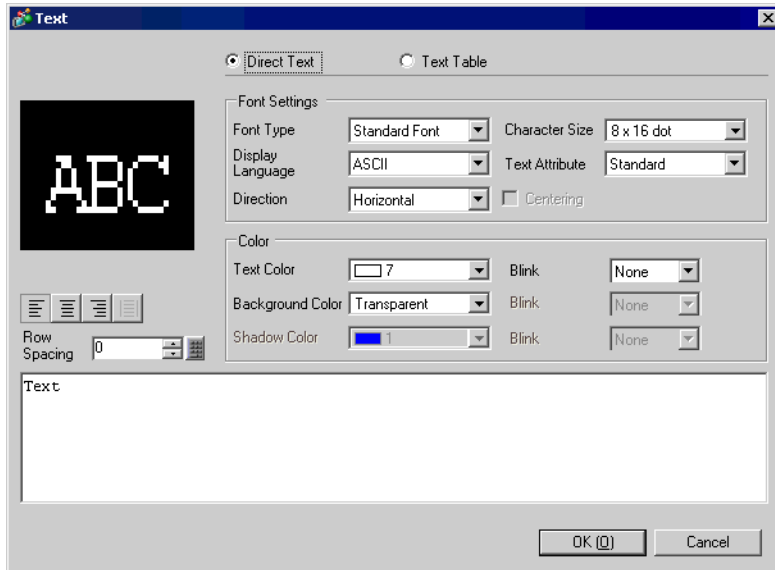 Text
Direct Text Text Table
Font Settings
Font Type Standard Font Character Size 8 x 16 dot
Display Language ASCII Text Attribute Standard
Direction Horizontal Centering
ABC
Color
Text Color 7 Blink None
Background Color Transparent Blink None
Shadow Color 1 Blink None
Row Spacing 0
Text
OK (O) Cancel